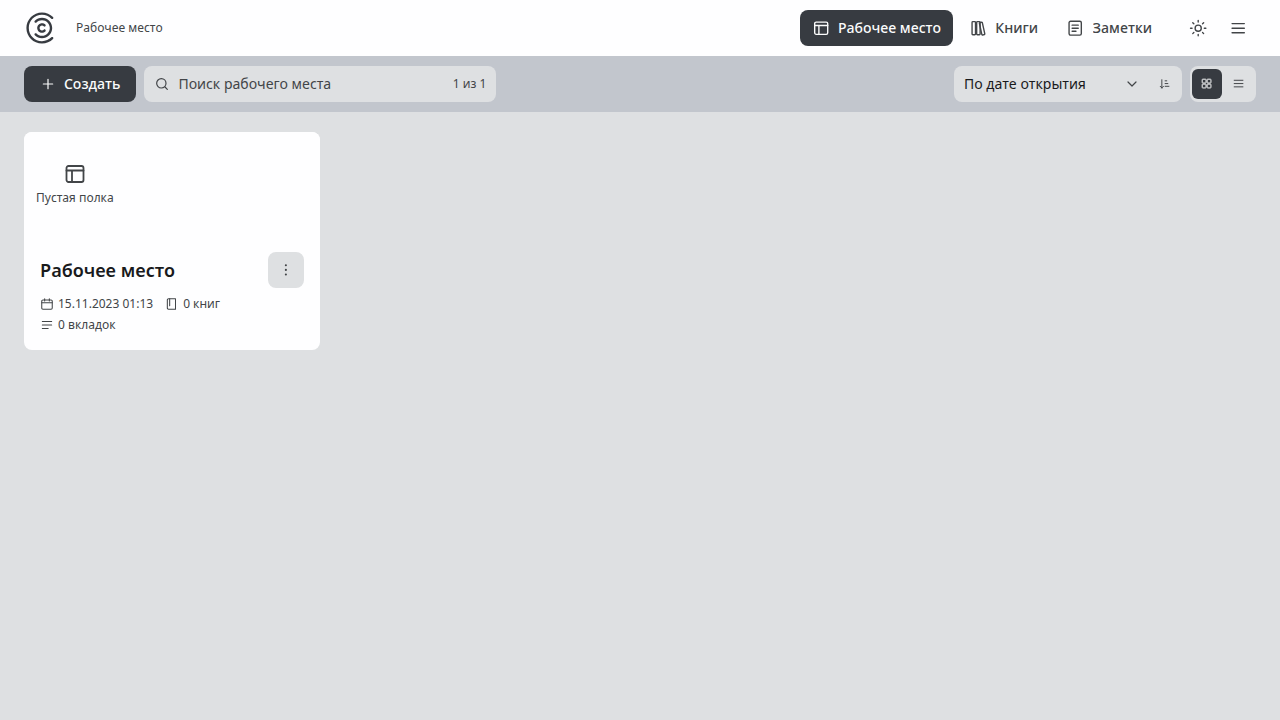 Рабочее место
Рабочее место
Книги
Заметки
Создать
Поиск рабочего места
1 из 1
По дате открытия
Пустая полка
Рабочее место
15.11.2023 01:13
0 книг
0 вкладок